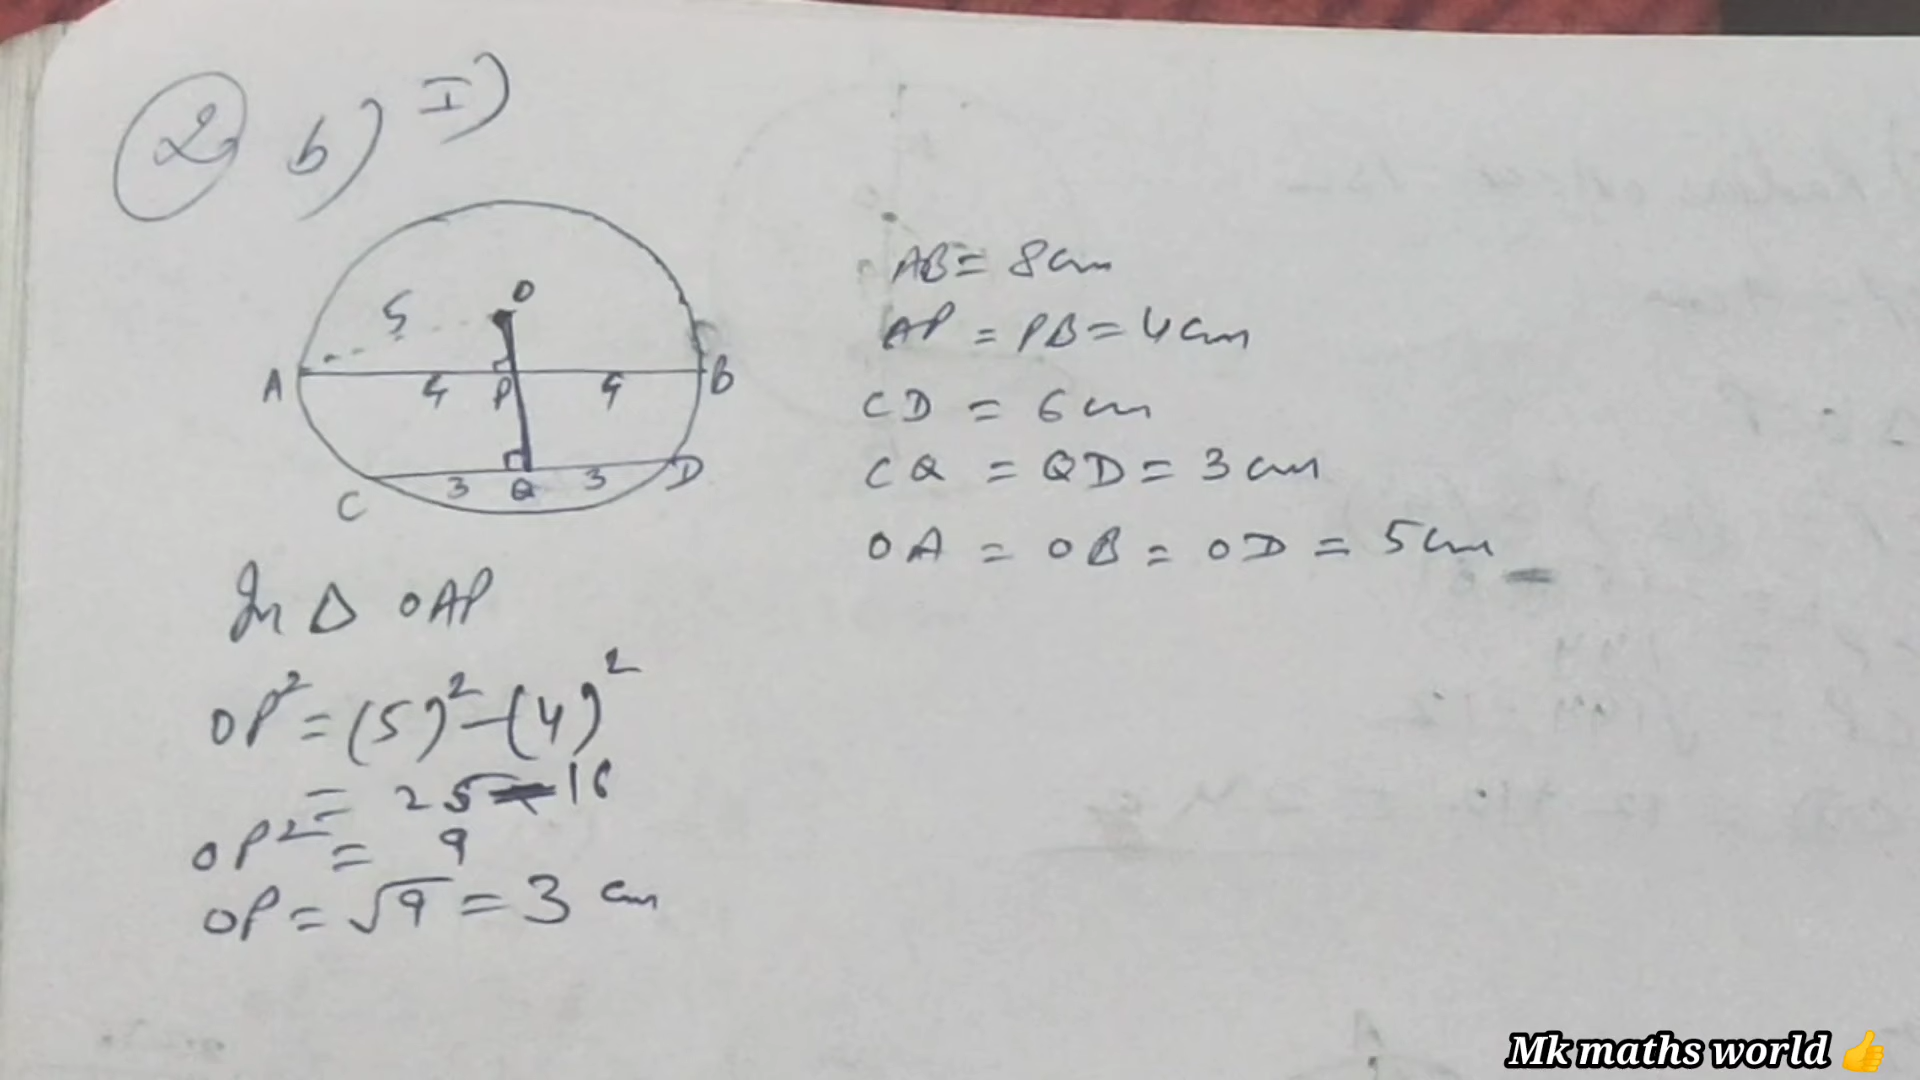 2 b) I)
O
5
A 4 P 4 B
C 3 Q 3 D
AB = 8cm
AP = PB = 4cm
CD = 6cm
CQ = QD = 3cm
OA = OB = OD = 5cm
In Δ OAP
OP² = (5)² - (4)²
= 25 - 16
OP² = 9
OP = √9 = 3 cm
Mk maths world 👍